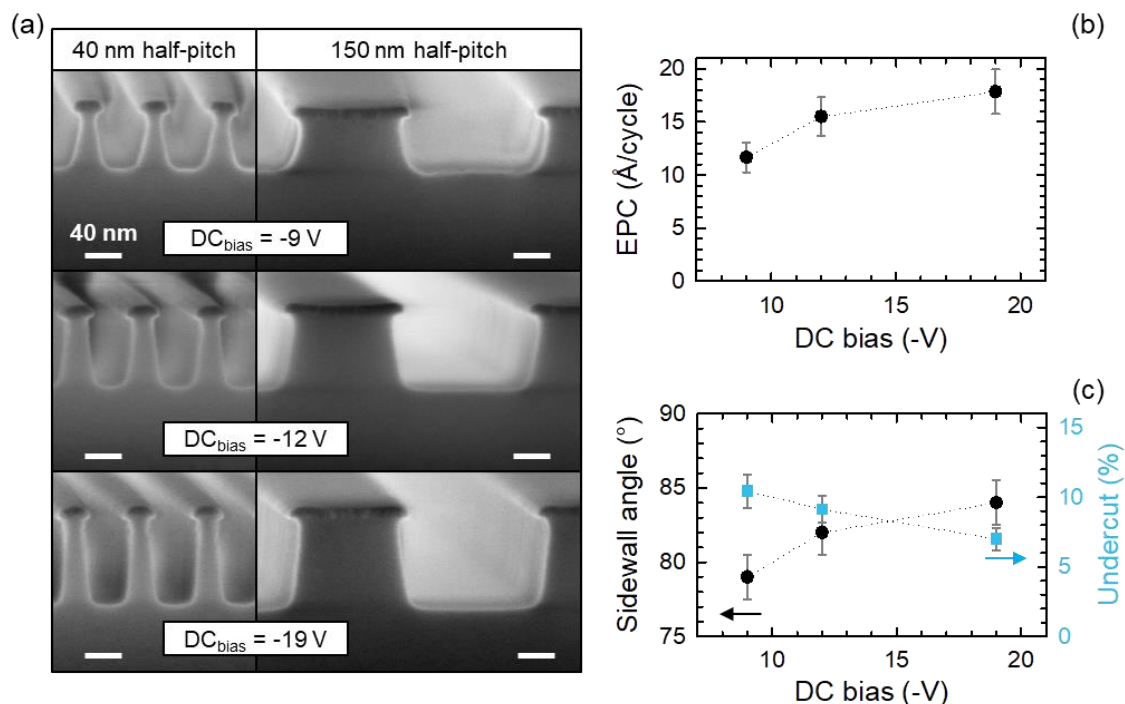 (a)
40 nm half-pitch 150 nm half-pitch
40 nm
DCbias = -9 V
DCbias = -12 V
DCbias = -19 V
(b)
EPC (Å/cycle)
20
15
10
5
0
10 15 20
DC bias (-V)
(c)
Sidewall angle (°)
90
85
80
75
15
10
5
0
Undercut (%)
10 15 20
DC bias (-V)